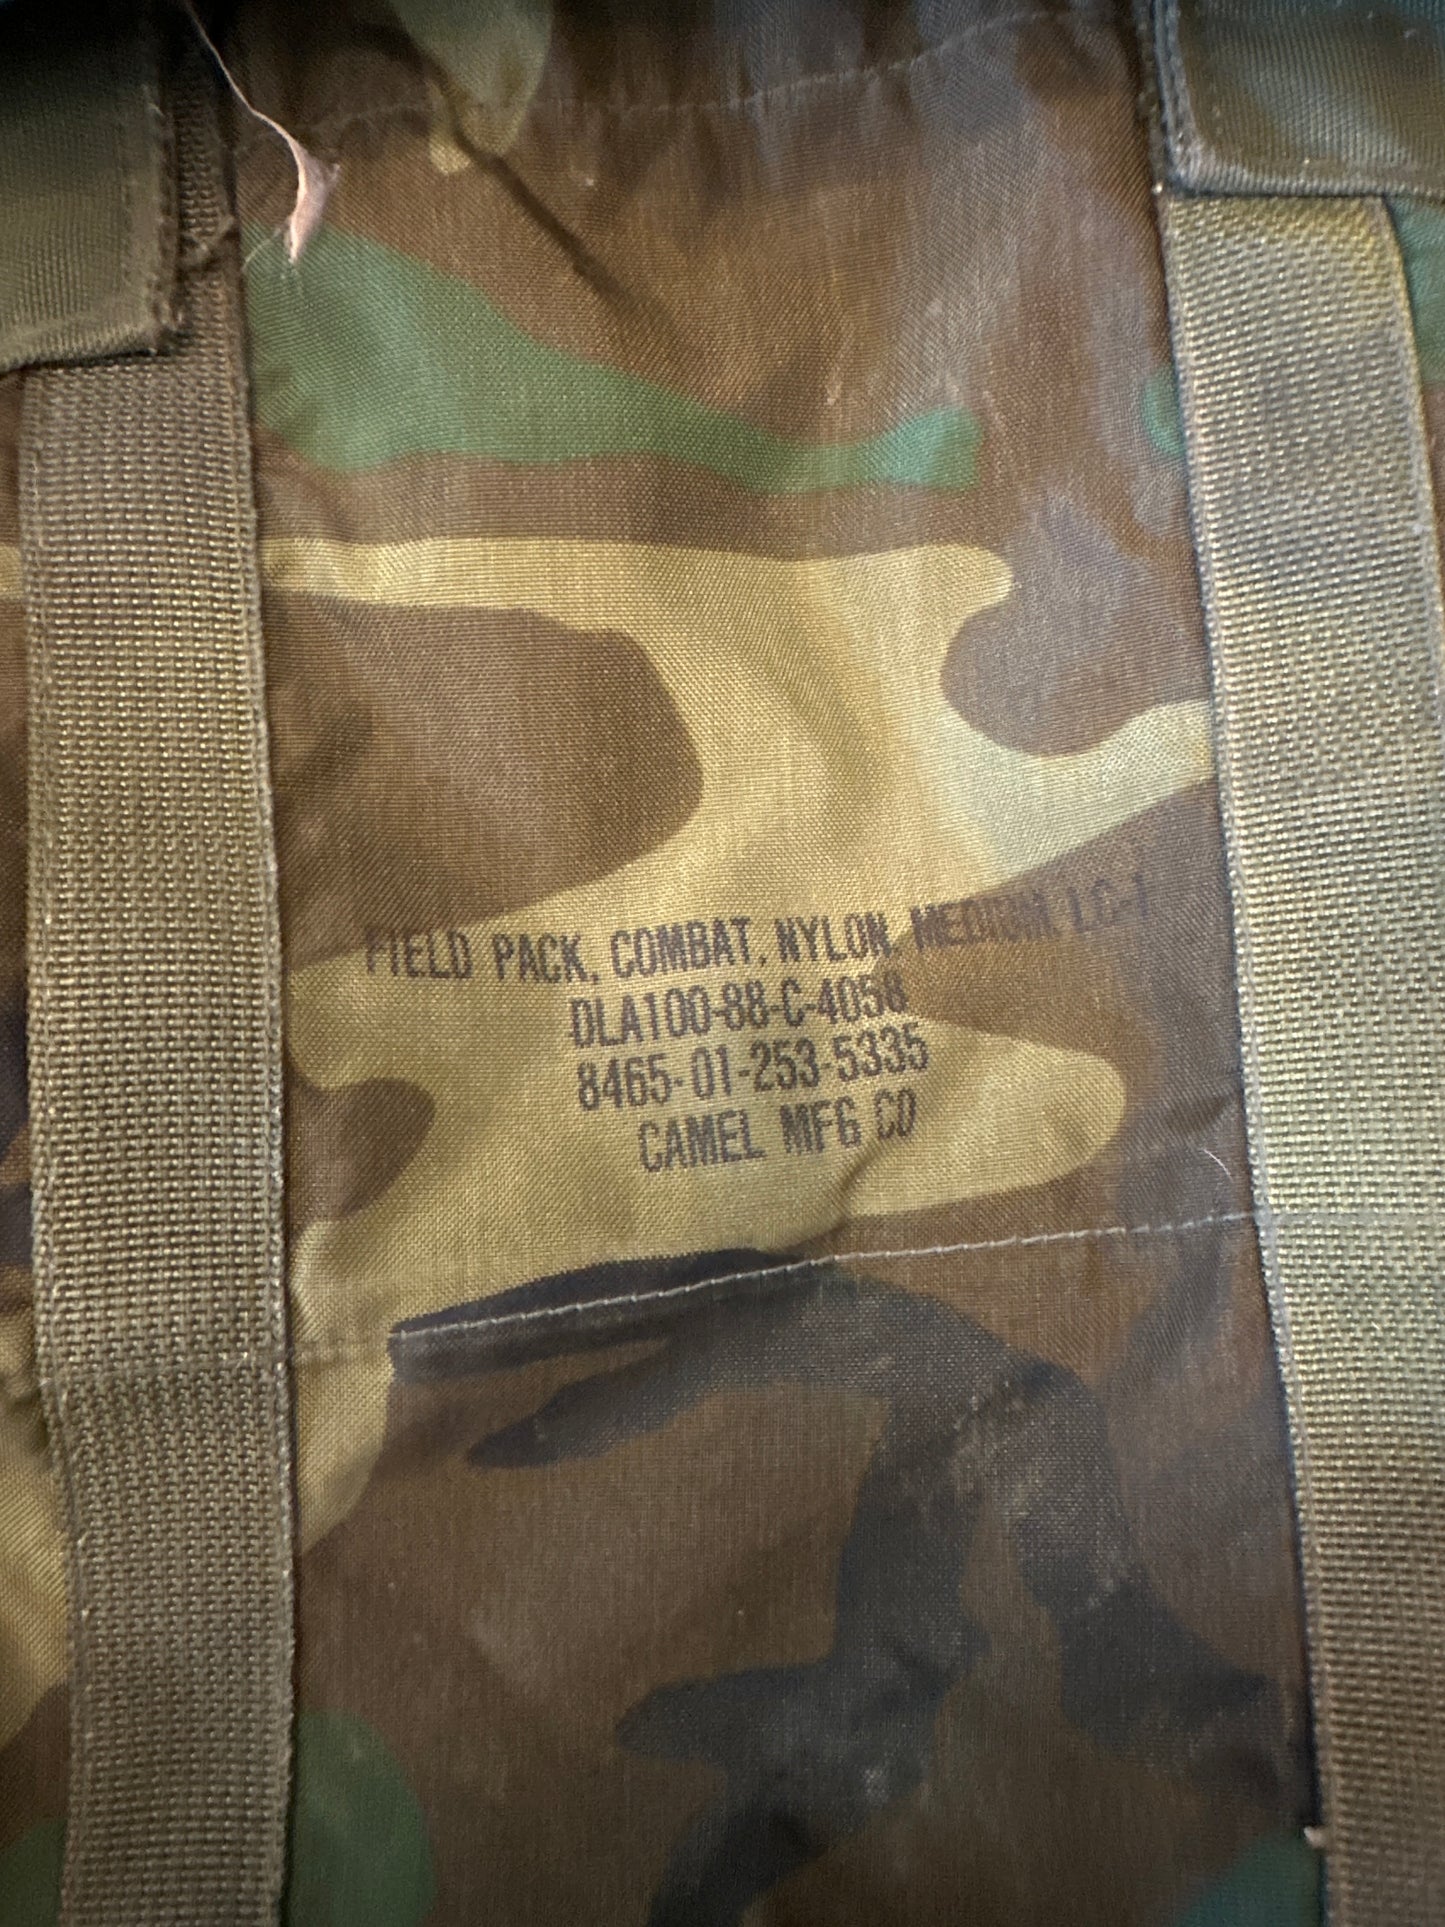 FIELD PACK, COMBAT, NYLON, MEDIUM, LC-1
DLA100-88-C-4058
8465-01-253-5335
CAMEL MFG CO